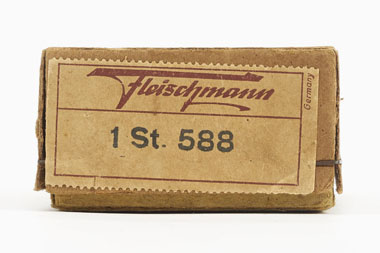 Fleischmann
Germany
1 St. 588